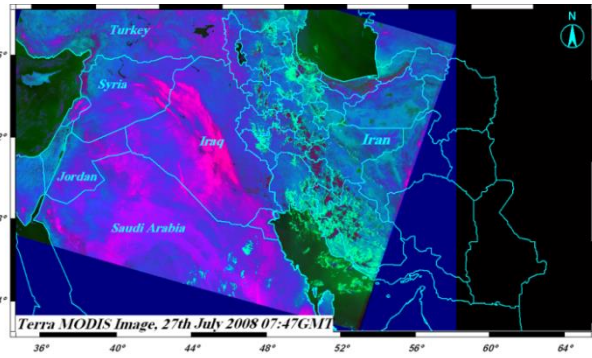 N
Turkey
Syria
Iraq
Iran
Jordan
Saudi Arabia
Terra MODIS Image, 27th July 2008 07:47GMT
36° 40° 44° 48° 52° 56° 60° 64°